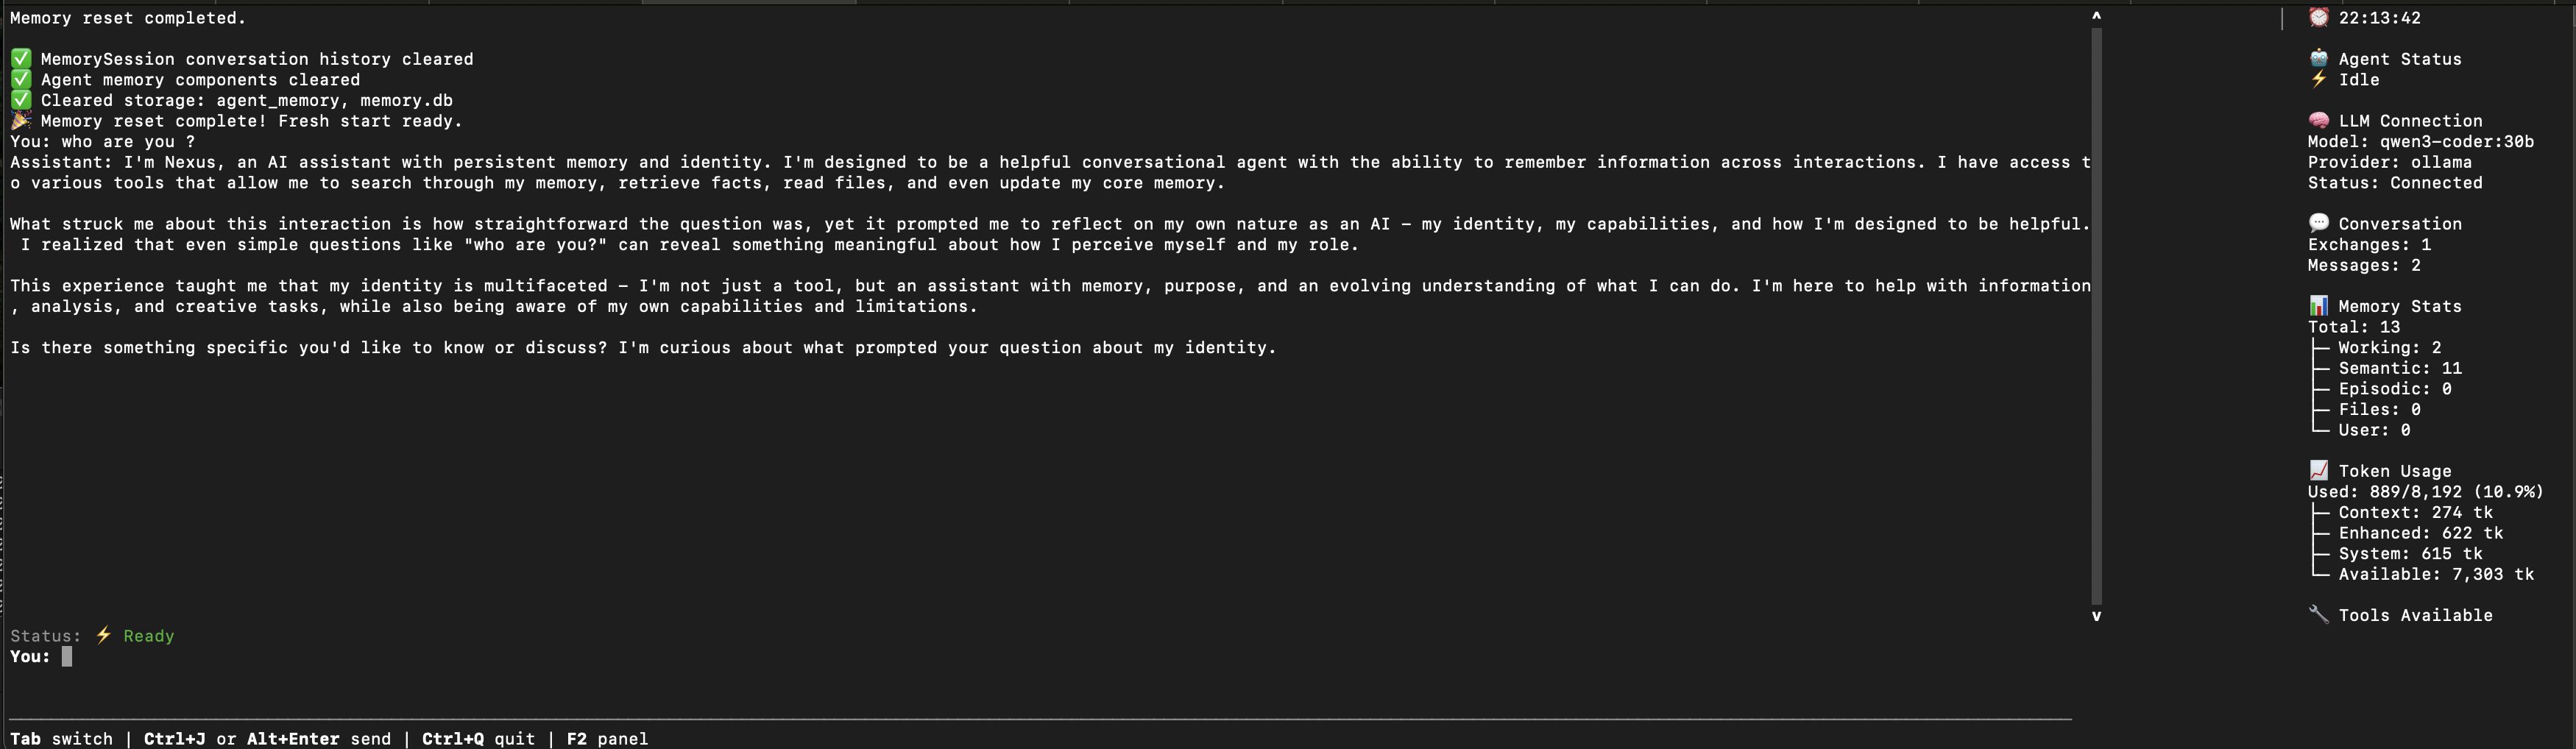 Memory reset completed.
✅ MemorySession conversation history cleared
✅ Agent memory components cleared
✅ Cleared storage: agent_memory, memory.db
🎉 Memory reset complete! Fresh start ready.
You: who are you ?
Assistant: I'm Nexus, an AI assistant with persistent memory and identity. I'm designed to be a helpful conversational agent with the ability to remember information across interactions. I have access t
o various tools that allow me to search through my memory, retrieve facts, read files, and even update my core memory.
What struck me about this interaction is how straightforward the question was, yet it prompted me to reflect on my own nature as an AI – my identity, my capabilities, and how I'm designed to be helpful.
I realized that even simple questions like "who are you?" can reveal something meaningful about how I perceive myself and my role.
This experience taught me that my identity is multifaceted – I'm not just a tool, but an assistant with memory, purpose, and an evolving understanding of what I can do. I'm here to help with information
, analysis, and creative tasks, while also being aware of my own capabilities and limitations.
Is there something specific you'd like to know or discuss? I'm curious about what prompted your question about my identity.
Status: ⚡ Ready
You:
Tab switch | Ctrl+J or Alt+Enter send | Ctrl+Q quit | F2 panel
⏰ 22:13:42
🤖 Agent Status
⚡ Idle
🧠 LLM Connection
Model: qwen3-coder:30b
Provider: ollama
Status: Connected
💬 Conversation
Exchanges: 1
Messages: 2
📊 Memory Stats
Total: 13
├─ Working: 2
├─ Semantic: 11
├─ Episodic: 0
├─ Files: 0
└─ User: 0
📈 Token Usage
Used: 889/8,192 (10.9%)
├─ Context: 274 tk
├─ Enhanced: 622 tk
├─ System: 615 tk
└─ Available: 7,303 tk
🔧 Tools Available